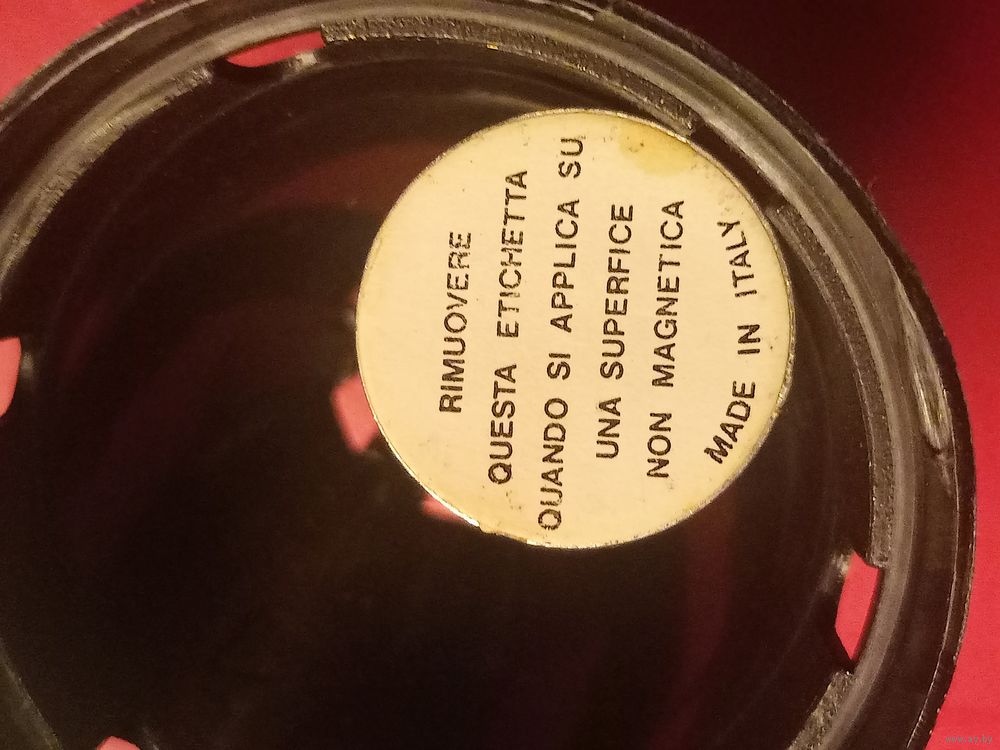 RIMUOVERE
QUESTA ETICHETTA
QUANDO SI APPLICA SU
UNA SUPERFICE
NON MAGNETICA
MADE IN ITALY